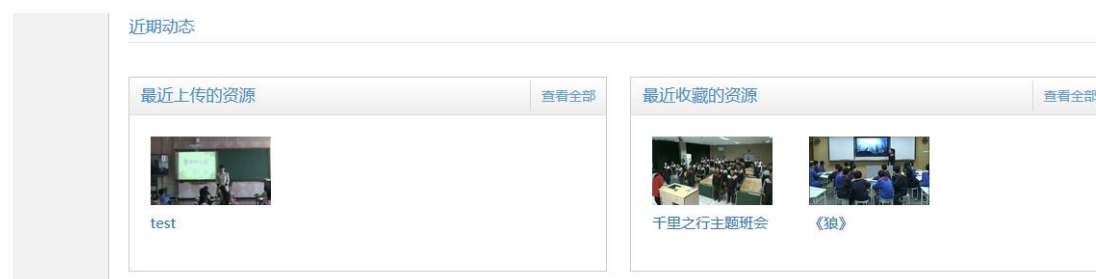 近期动态
最近上传的资源
查看全部
test
最近收藏的资源
查看全部
千里之行主题班会
《狼》